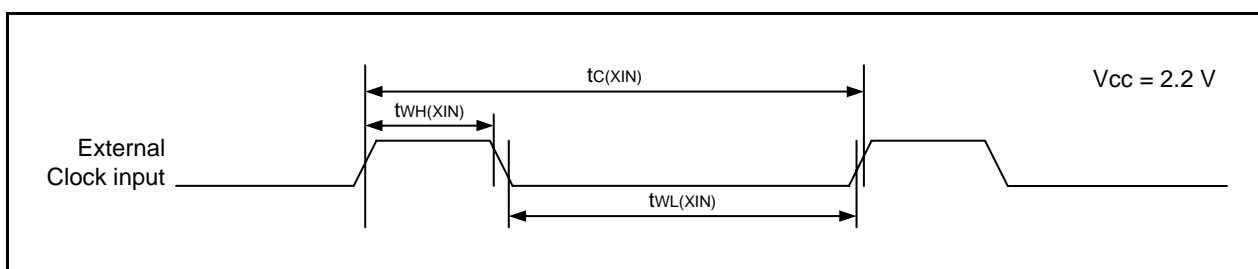 tC(XIN)
Vcc = 2.2 V
tWH(XIN)
External
Clock input
tWL(XIN)